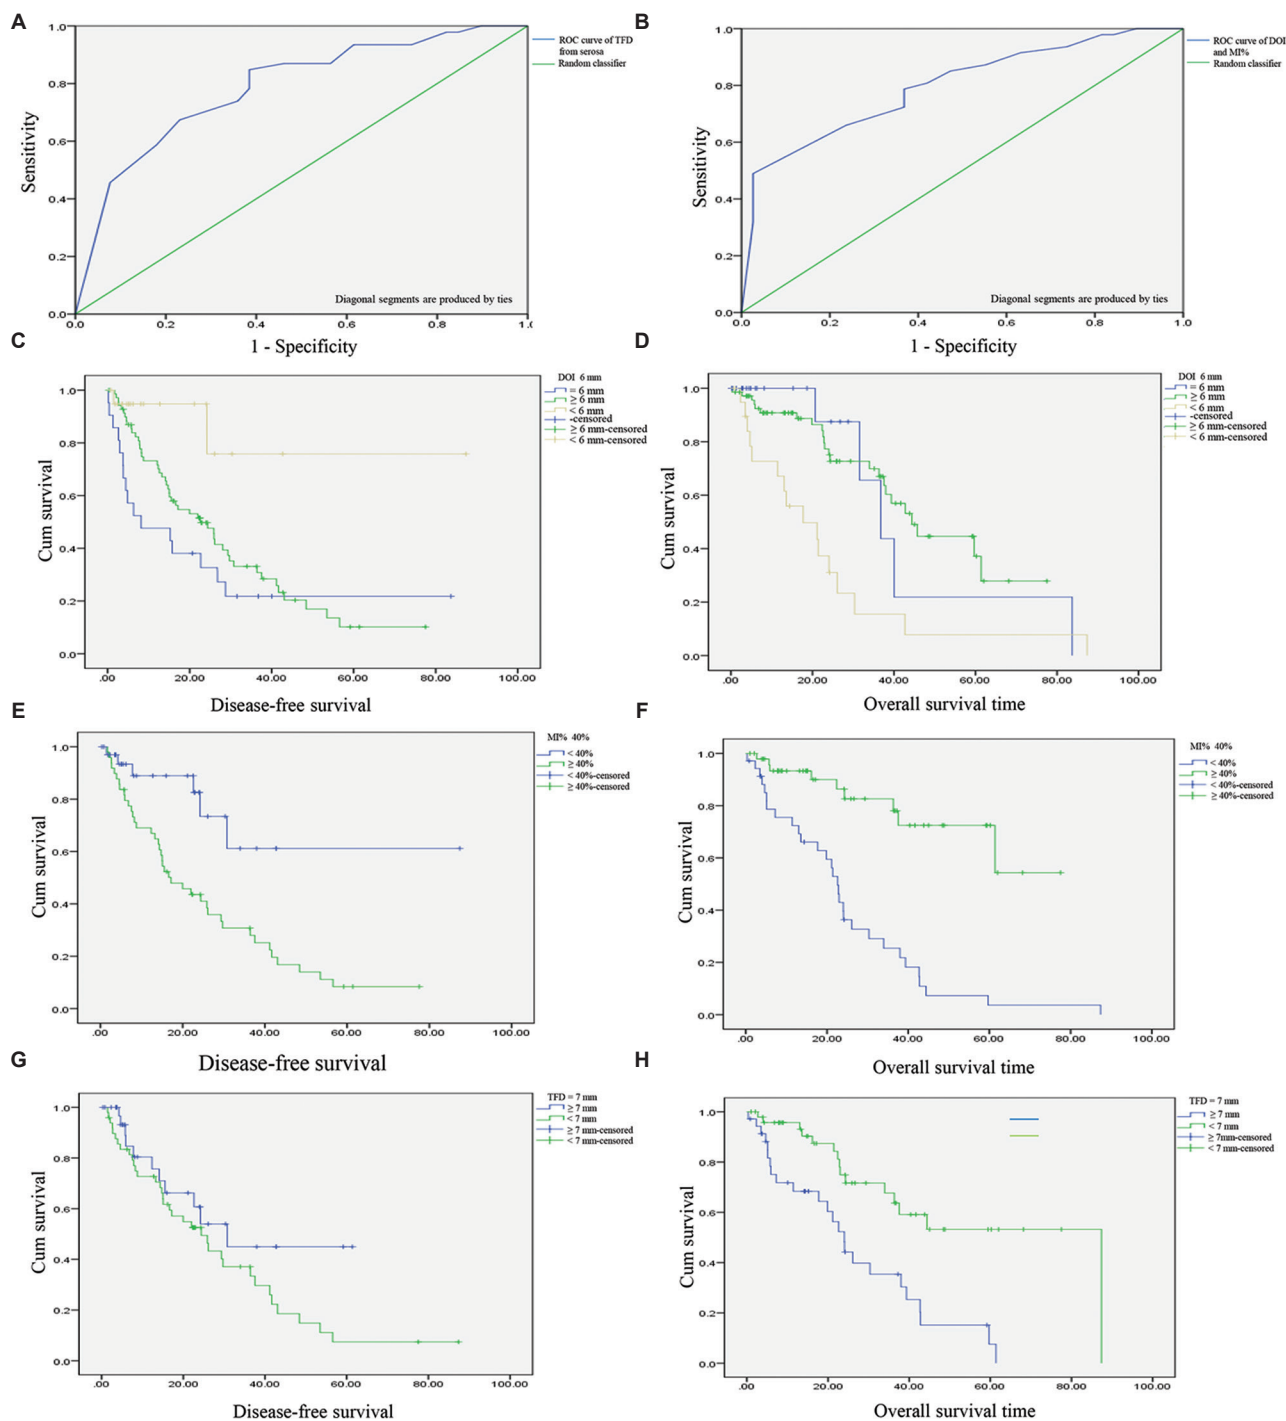 A
1.0
0.8
0.6
0.4
0.2
0.0
Sensitivity
0.0 0.2 0.4 0.6 0.8 1.(
1 - Specificity
ROC curve of TFD
from serosa
Random classifier
Diagonal segments are produced by ties
B
1.0
0.8
0.6
0.4
0.2
0.0
Sensitivity
0.0 0.2 0.4 0.6 0.8 1.0
1 - Specificity
ROC curve of DOI
and MI%
Random classifier
Diagonal segments are produced by ties
C
1.0
0.8
0.6
0.4
0.2
0.0
Cum survival
.00 20.00 40.00 60.00 80.00 100.00
Disease-free survival
DOI 6 mm
= 6 mm
≥ 6 mm
< 6 mm
-censored
≥ 6 mm-censored
< 6 mm-censored
D
1.0
0.8
0.6
0.4
0.2
0.0
Cum survival
.00 20.00 40.00 60.00 80.00 100.00
Overall survival time
DOI 6 mm
= 6 mm
≥ 6 mm
< 6 mm
-censored
≥ 6 mm-censored
< 6 mm-censored
E
1.0
0.8
0.6
0.4
0.2
0.0
Cum survival
.00 20.00 40.00 60.00 80.00 100.00
Disease-free survival
MI% 40%
< 40%
≥ 40%
< 40%-censored
≥ 40%-censored
F
1.0
0.8
0.6
0.4
0.2
0.0
Cum survival
.00 20.00 40.00 60.00 80.00 100.00
Overall survival time
MI% 40%
< 40%
≥ 40%
< 40%-censored
≥ 40%-censored
G
1.0
0.8
0.6
0.4
0.2
0.0
Cum survival
.00 20.00 40.00 60.00 80.00 100.00
Disease-free survival
TFD = 7 mm
≥ 7 mm
< 7 mm
≥ 7 mm-censored
< 7 mm-censored
H
1.0
0.8
0.6
0.4
0.2
0.0
Cum survival
.00 20.00 40.00 60.00 80.00 100.00
Overall survival time
TFD = 7 mm
≥ 7 mm
< 7 mm
≥ 7mm-censored
< 7 mm-censored